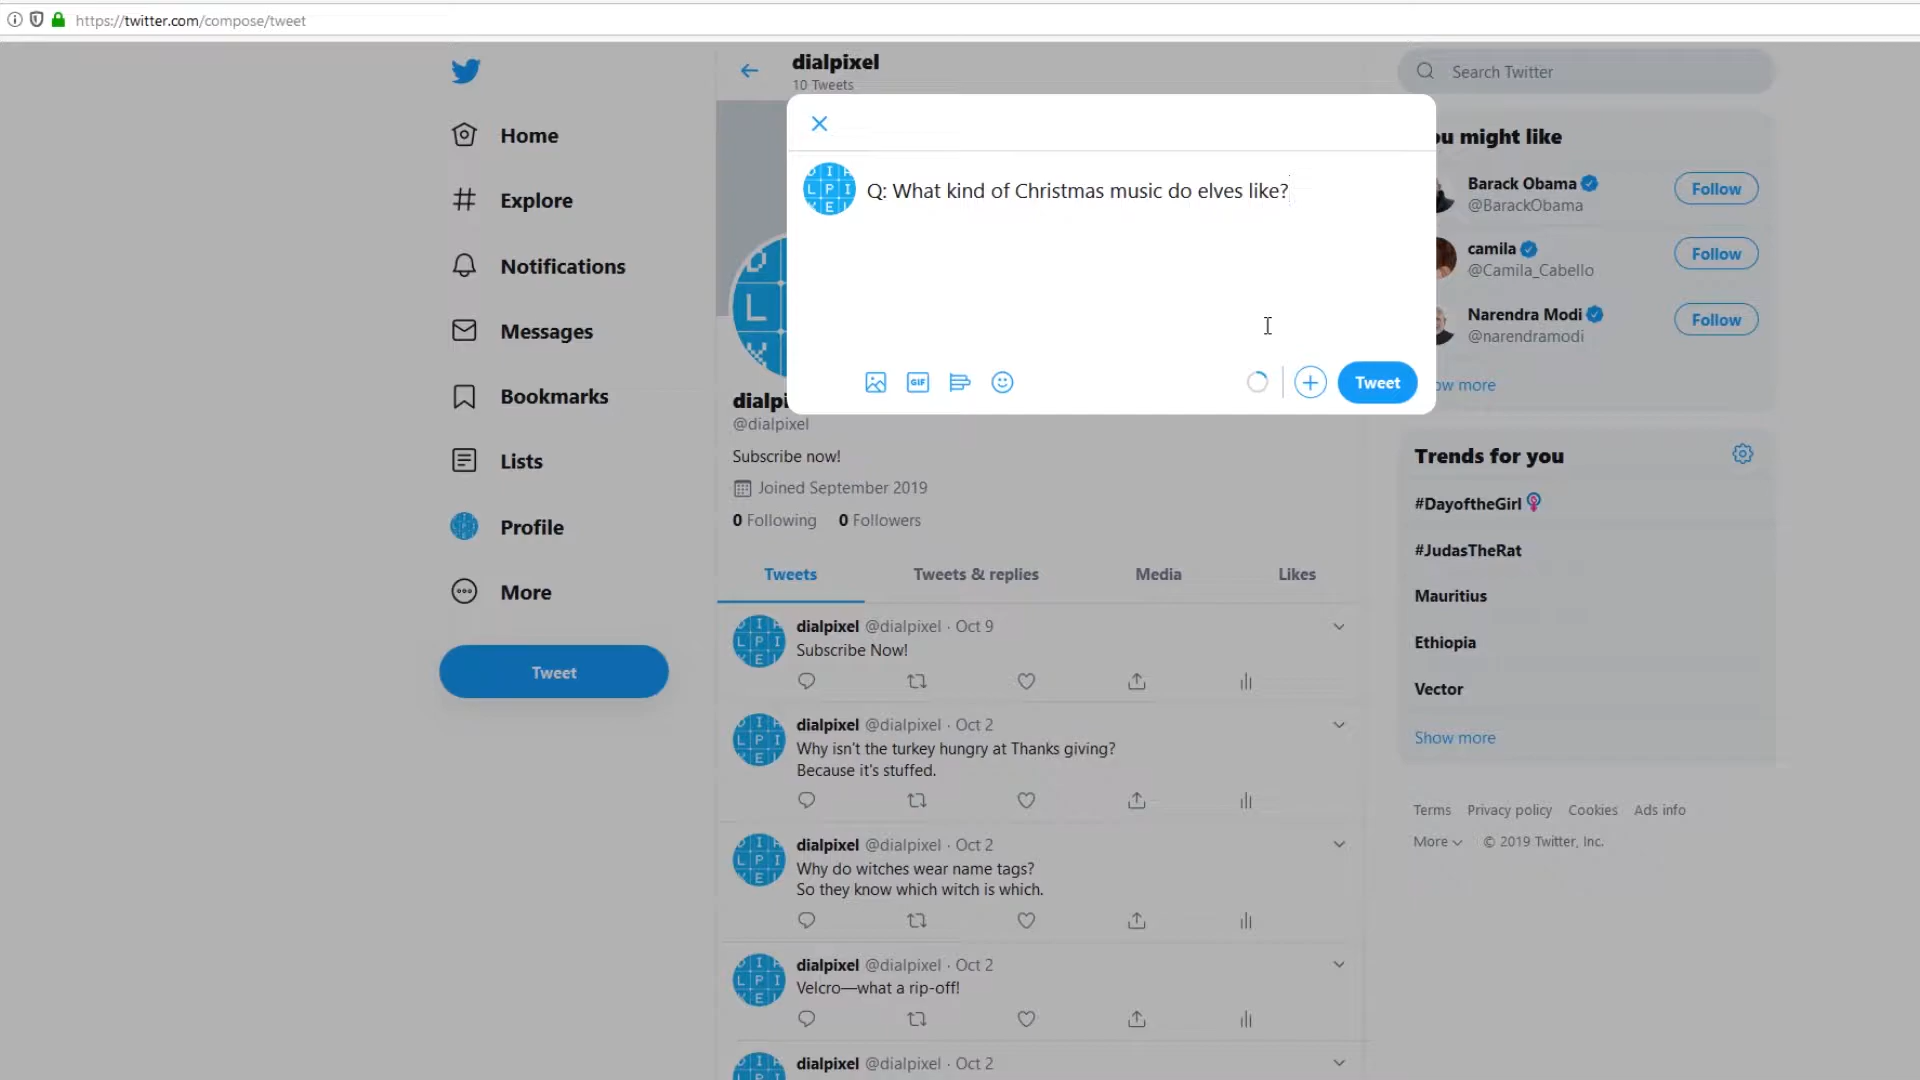 https://twitter.com/compose/tweet
Home
Explore
Notifications
Messages
Bookmarks
Lists
Profile
More
Tweet
dialpixel
10 Tweets
Q: What kind of Christmas music do elves like?
GIF
Tweet
dialpi
@dialpixel
Subscribe now!
Joined September 2019
0 Following 0 Followers
Tweets Tweets & replies Media Likes
dialpixel @dialpixel · Oct 9
Subscribe Now!
dialpixel @dialpixel · Oct 2
Why isn't the turkey hungry at Thanks giving?
Because it's stuffed.
dialpixel @dialpixel · Oct 2
Why do witches wear name tags?
So they know which witch is which.
dialpixel @dialpixel · Oct 2
Velcro—what a rip-off!
dialpixel @dialpixel · Oct 2
Search Twitter
ou might like
Barack Obama
@BarackObama
Follow
camila
@Camila_Cabello
Follow
Narendra Modi
@narendramodi
Follow
ow more
Trends for you
#DayoftheGirl
#JudasTheRat
Mauritius
Ethiopia
Vector
Show more
Terms Privacy policy Cookies Ads info
More © 2019 Twitter, Inc.